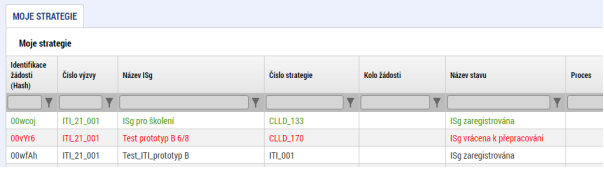 MOJE STRATEGIE
Moje strategie
Identifikace žádosti (Hash) Číslo výzvy Název ISg Číslo strategie Kolo žádosti Název stavu Proces
00wcoj ITI_21_001 ISg pro školení CLLD_133 ISg zaregistrována
00vYr6 ITI_21_001 Test prototyp B 6/8 CLLD_170 ISg vrácena k přepracování
00wfAh ITI_21_001 Test_ITI_prototyp B ITI_001 ISg zaregistrována